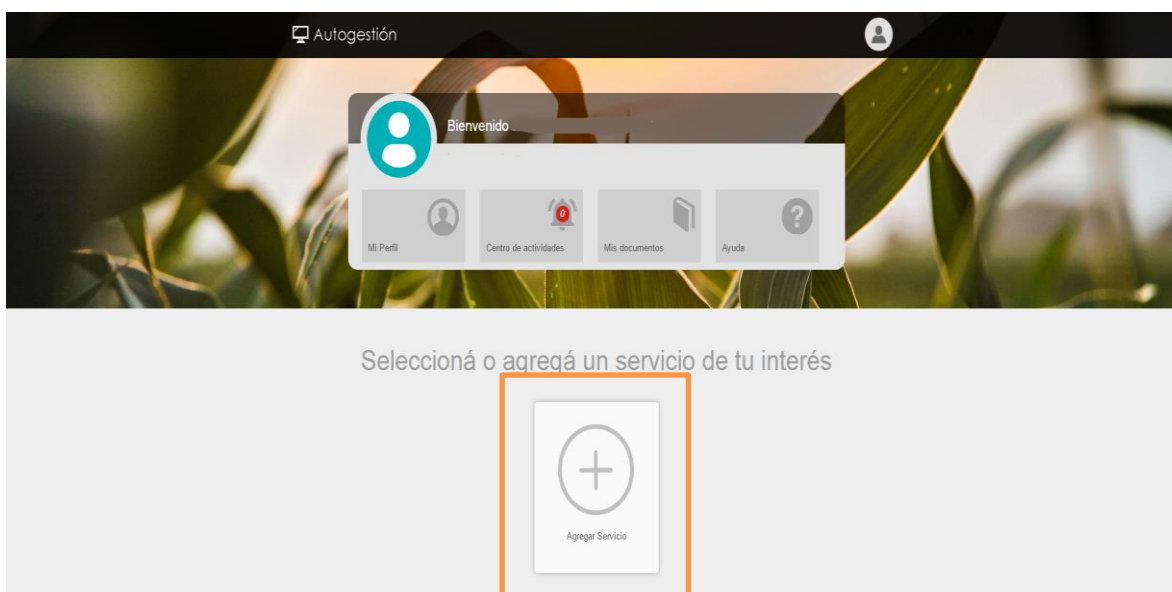 Autogestión
Bienvenido
Mi Perfil
0
Centro de actividades
Mis documentos
?
Ayuda
Seleccioná o agregá un servicio de tu interés
Agregar Servicio